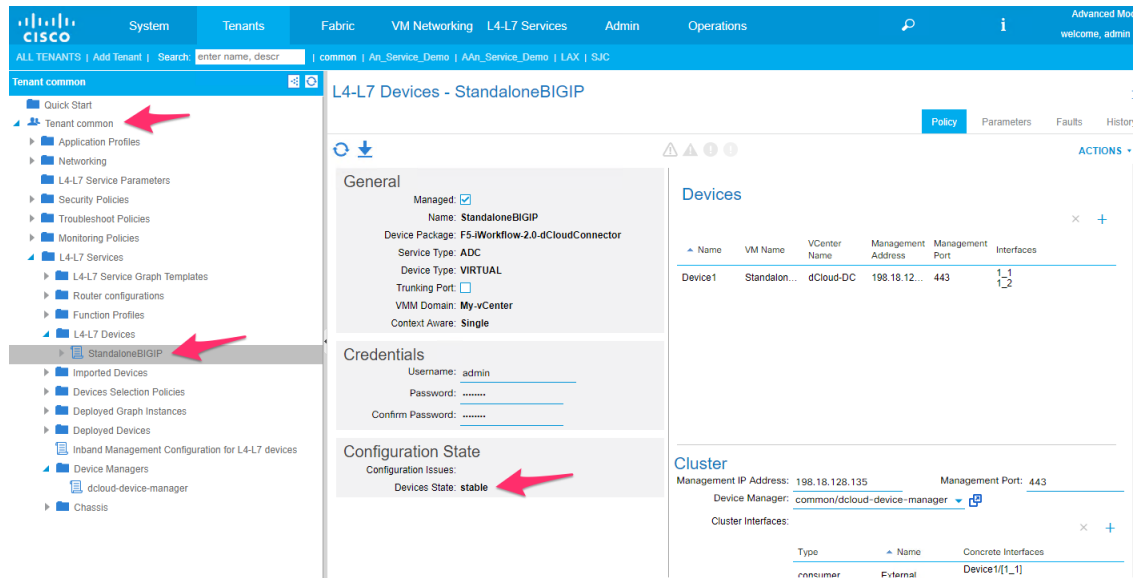 CISCO
System Tenants Fabric VM Networking L4-L7 Services Admin Operations
Advanced Mod
welcome, admin
ALL TENANTS | Add Tenant | Search: enter name, descr | common | An_Service_Demo | AAn_Service_Demo | LAX | SJC
Tenant common
Quick Start
Tenant common
Application Profiles
Networking
L4-L7 Service Parameters
Security Policies
Troubleshoot Policies
Monitoring Policies
L4-L7 Services
L4-L7 Service Graph Templates
Router configurations
Function Profiles
L4-L7 Devices
StandaloneBIGIP
Imported Devices
Devices Selection Policies
Deployed Graph Instances
Deployed Devices
Inband Management Configuration for L4-L7 devices
Device Managers
dcloud-device-manager
Chassis
L4-L7 Devices - StandaloneBIGIP
Policy Parameters Faults History
ACTIONS
General
Managed:
Name: StandaloneBIGIP
Device Package: F5-iWorkflow-2.0-dCloudConnector
Service Type: ADC
Device Type: VIRTUAL
Trunking Port:
VMM Domain: My-vCenter
Context Aware: Single
Credentials
Username: admin
Password: ••••••••
Confirm Password: ••••••••
Configuration State
Configuration Issues:
Devices State: stable
Devices
Name VM Name VCenter Name Management Address Management Port Interfaces
Device1 Standalon... dCloud-DC 198.18.12... 443 1_1
1_2
Cluster
Management IP Address: 198.18.128.135 Management Port: 443
Device Manager: common/dcloud-device-manager
Cluster Interfaces:
Type Name Concrete Interfaces
consumer External Device1/[1_1]